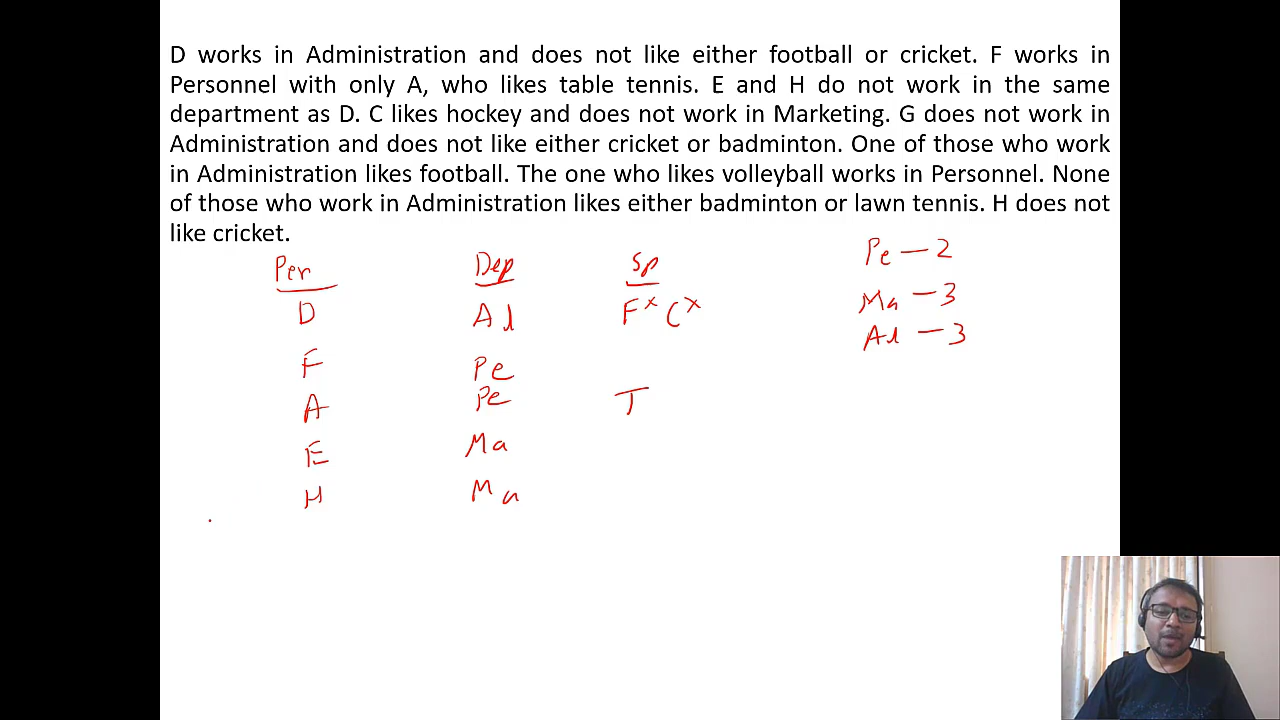 D works in Administration and does not like either football or cricket. F works in
Personnel with only A, who likes table tennis. E and H do not work in the same
department as D. C likes hockey and does not work in Marketing. G does not work in
Administration and does not like either cricket or badminton. One of those who work
in Administration likes football. The one who likes volleyball works in Personnel. None
of those who work in Administration likes either badminton or lawn tennis. H does not
like cricket.
Per Dep Sp
D Ad F× C×
F Pe
A Pe T
E Ma
H Ma
Pe — 2
Ma — 3
Ad — 3